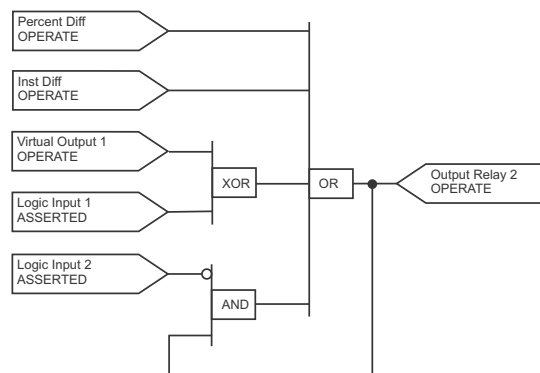 Percent Diff
OPERATE
Inst Diff
OPERATE
Virtual Output 1
OPERATE
XOR
OR
Output Relay 2
OPERATE
Logic Input 1
ASSERTED
Logic Input 2
ASSERTED
AND